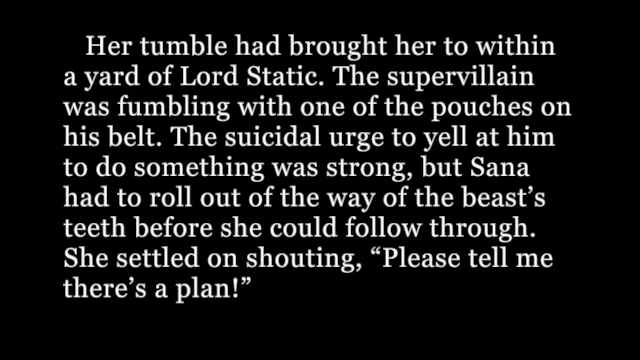 Her tumble had brought her to within
a yard of Lord Static. The supervillain
was fumbling with one of the pouches on
his belt. The suicidal urge to yell at him
to do something was strong, but Sana
had to roll out of the way of the beast’s
teeth before she could follow through.
She settled on shouting, “Please tell me
there’s a plan!”